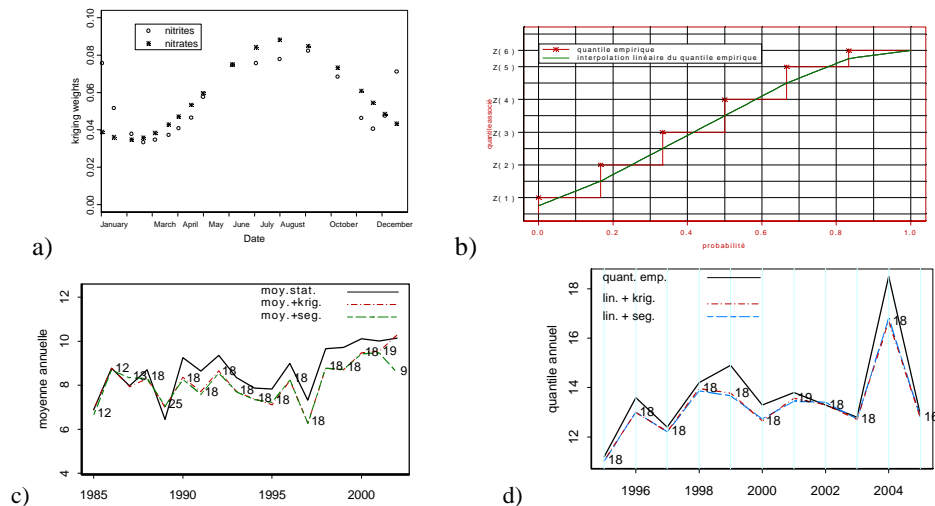 0.10
0.08
0.06
0.04
0.02
0.00
kriging weights
nitrites
nitrates
January March April May June July August October December
Date
a)
Z(6)
Z(5)
Z(4)
Z(3)
Z(2)
Z(1)
quantile associé
quantile empirique
interpolation linéaire du quantile empirique
0.0 0.2 0.4 0.6 0.8 1.0
probabilité
b)
12
10
8
6
4
moyenne annuelle
moy.stat.
moy.+krig.
moy.+seg.
12
12
13
18
25
18
18
18
18
18
18
18
18
18
18
18
19
9
1985 1990 1995 2000
c)
18
16
14
12
quantile annuel
quant. emp.
lin. + krig.
lin. + seg.
18
18
18
18
18
18
19
18
18
18
16
1996 1998 2000 2002 2004
d)